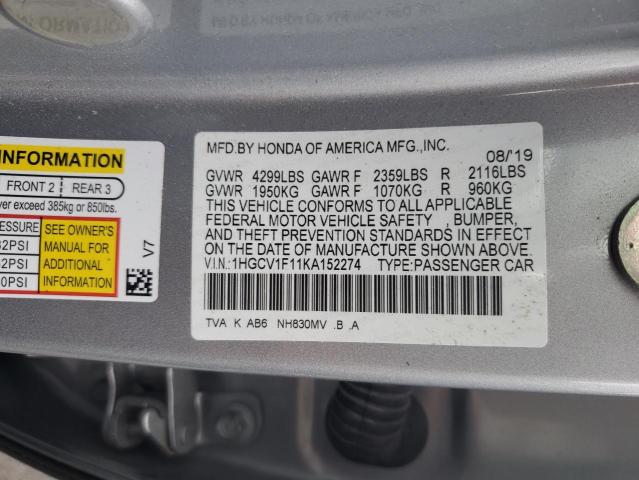 INFORMATION
FRONT 2 REAR 3
ver exceed 385kg or 850lbs.
SEE OWNER'S
MANUAL FOR
ADDITIONAL
INFORMATION
V7
MFD.BY HONDA OF AMERICA MFG.,INC. 08/'19
GVWR 4299LBS GAWR F 2359LBS R 2116LBS
GVWR 1950KG GAWR F 1070KG R 960KG
THIS VEHICLE CONFORMS TO ALL APPLICABLE
FEDERAL MOTOR VEHICLE SAFETY , BUMPER,
AND THEFT PREVENTION STANDARDS IN EFFECT
ON THE DATE OF MANUFACTURE SHOWN ABOVE.
V.I.N.:1HGCV1F11KA152274 TYPE:PASSENGER CAR
TVA K AB6 NH830MV .B .A